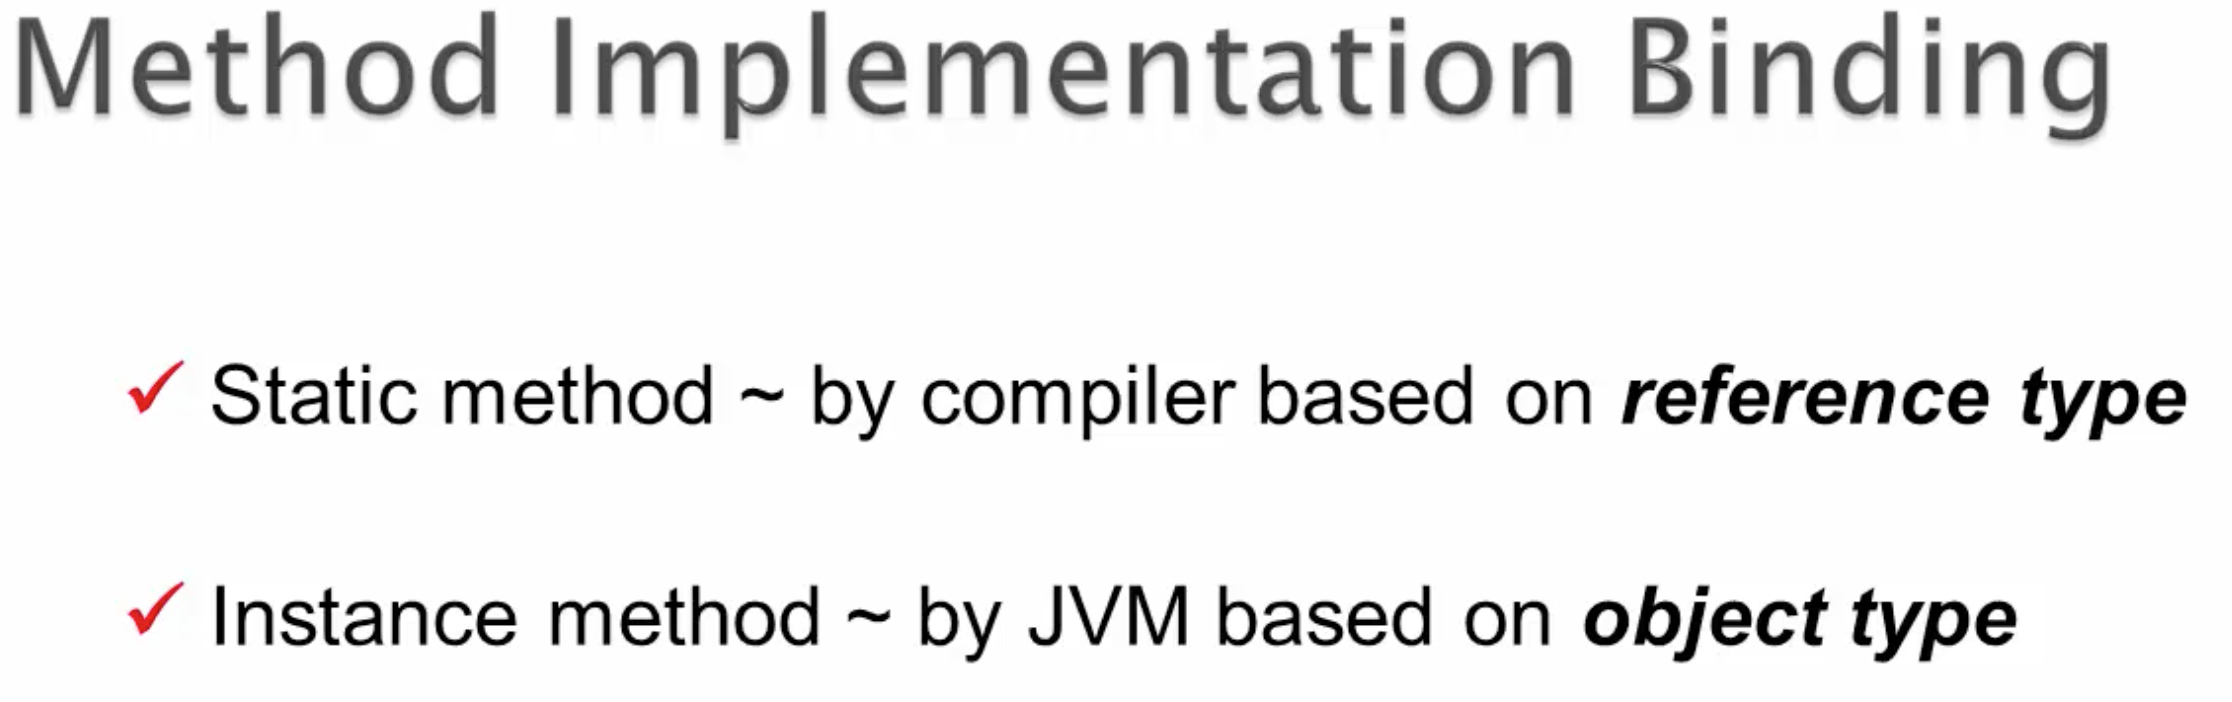 Method Implementation Binding
✓ Static method ~ by compiler based on reference type
✓ Instance method ~ by JVM based on object type